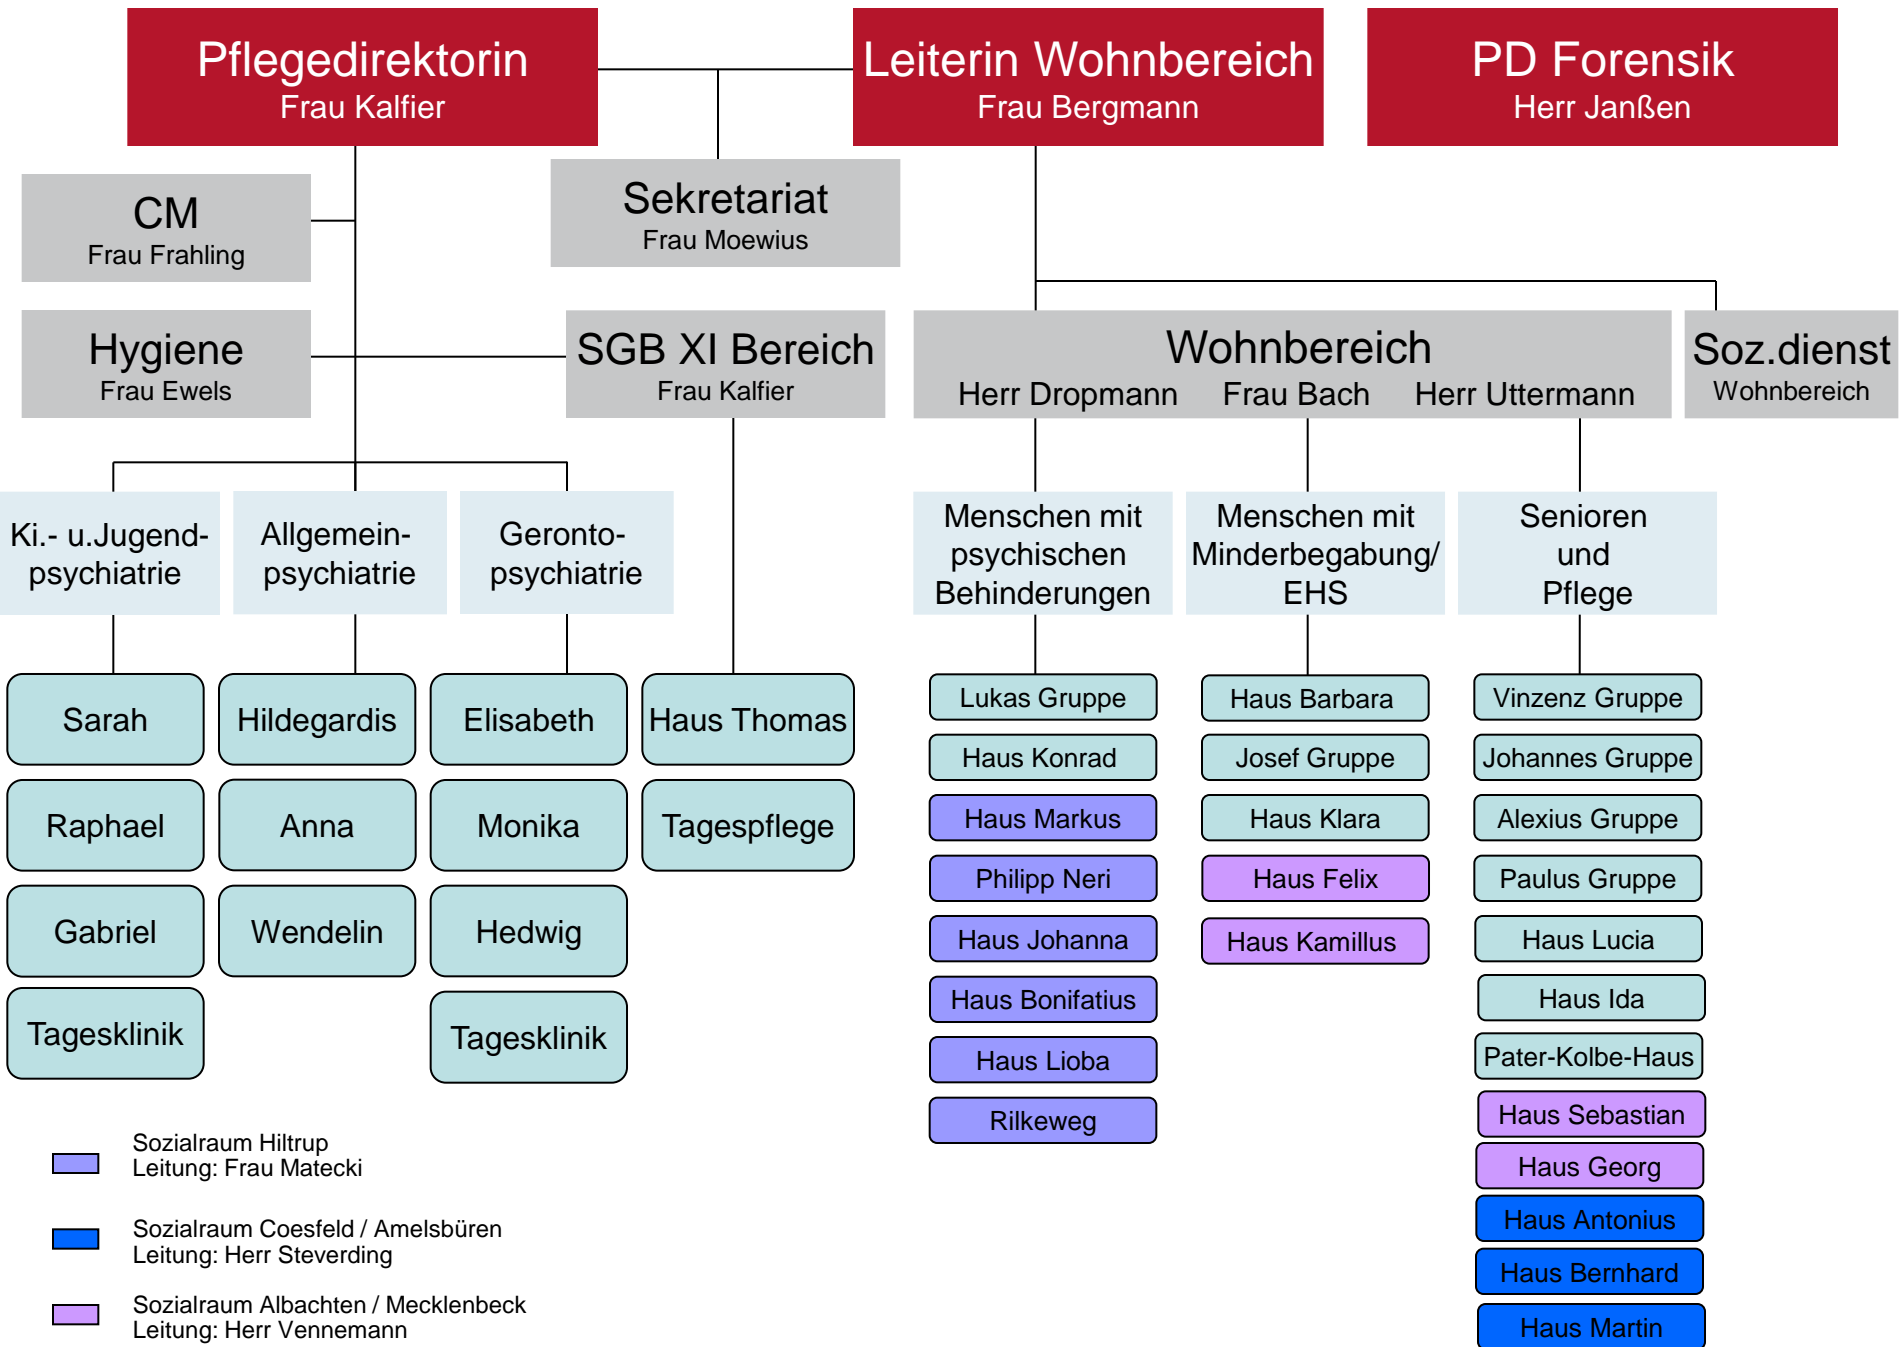 Pflegedirektorin
Frau Kalfier
Leiterin Wohnbereich
Frau Bergmann
PD Forensik
Herr Janßen
CM
Frau Frahling
Sekretariat
Frau Moewius
Hygiene
Frau Ewels
SGB XI Bereich
Frau Kalfier
Wohnbereich
Herr Dropmann Frau Bach Herr Uttermann
Soz.dienst
Wohnbereich
Ki.- u.Jugend-
psychiatrie
Allgemein-
psychiatrie
Geronto-
psychiatrie
Menschen mit
psychischen
Behinderungen
Menschen mit
Minderbegabung/
EHS
Senioren
und
Pflege
Sarah
Raphael
Gabriel
Tagesklinik
Hildegardis
Anna
Wendelin
Elisabeth
Monika
Hedwig
Tagesklinik
Haus Thomas
Tagespflege
Lukas Gruppe
Haus Konrad
Haus Markus
Philipp Neri
Haus Johanna
Haus Bonifatius
Haus Lioba
Rilkeweg
Haus Barbara
Josef Gruppe
Haus Klara
Haus Felix
Haus Kamillus
Vinzenz Gruppe
Johannes Gruppe
Alexius Gruppe
Paulus Gruppe
Haus Lucia
Haus Ida
Pater-Kolbe-Haus
Haus Sebastian
Haus Georg
Haus Antonius
Haus Bernhard
Haus Martin
Sozialraum Hiltrup
Leitung: Frau Matecki
Sozialraum Coesfeld / Amelsbüren
Leitung: Herr Steverding
Sozialraum Albachten / Mecklenbeck
Leitung: Herr Vennemann